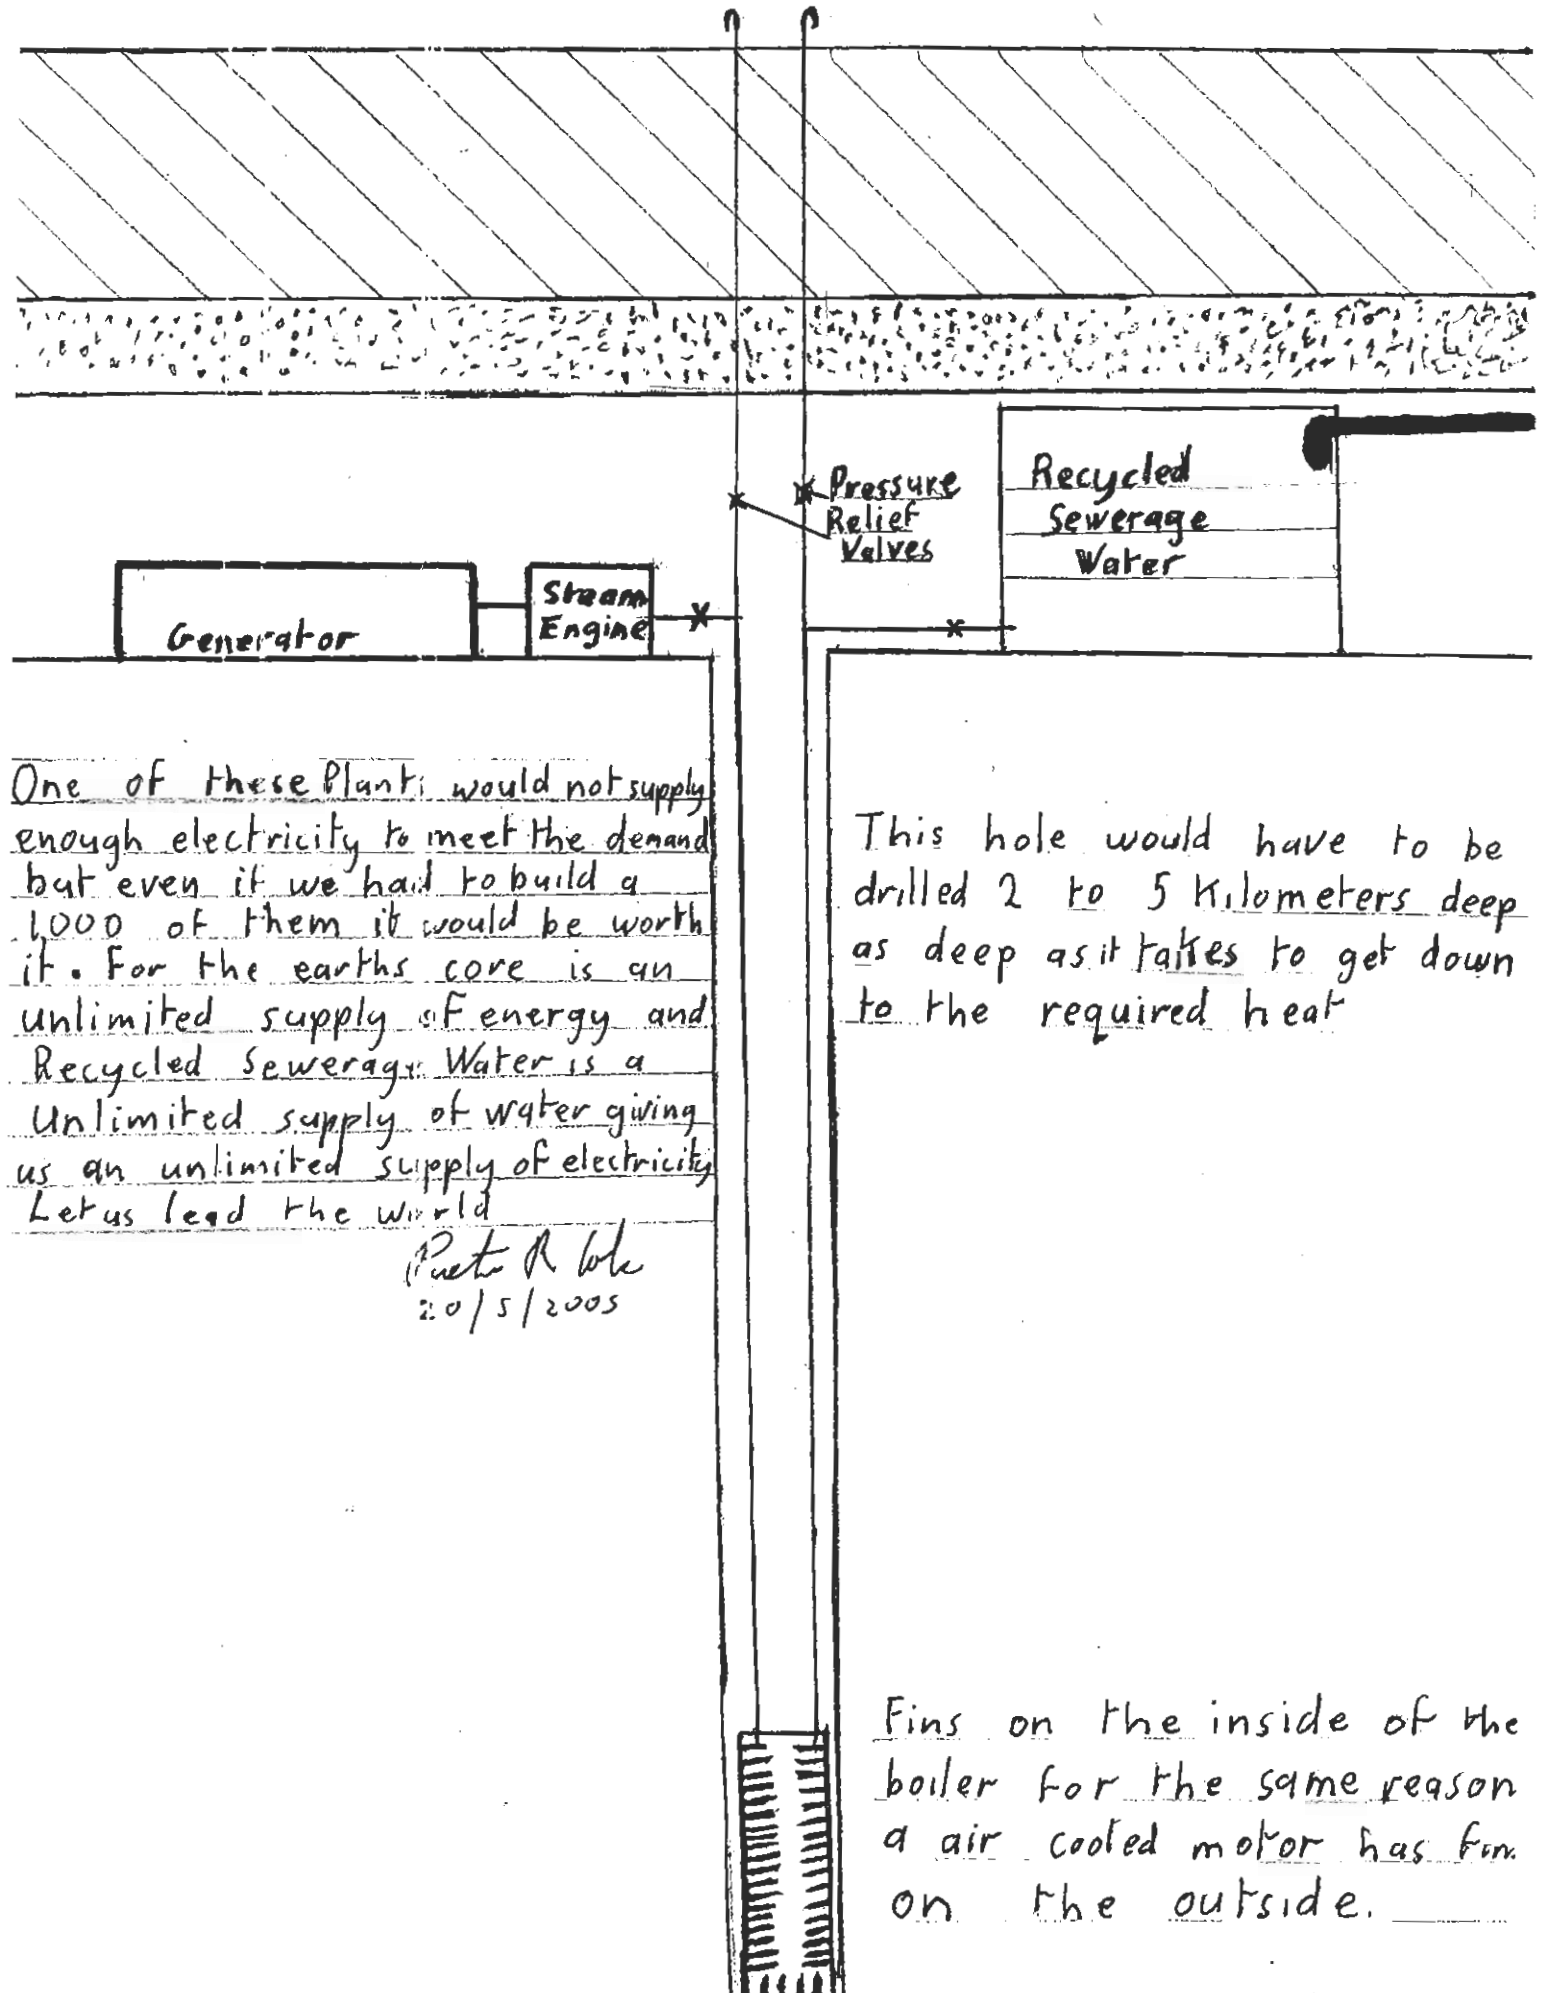 Pressure
Relief
Valves
Recycled
Sewerage
Water
Generator
Steam
Engine
One of these Plants would not supply
enough electricity to meet the demand
but even if we had to build a
1,000 of them it would be worth
it. For the earths core is an
unlimited supply of energy and
Recycled Sewerage Water is a
Unlimited supply of water giving
us an unlimited supply of electricity
Let us lead the world
R
20/5/2005
This hole would have to be
drilled 2 to 5 Kilometers deep
as deep as it takes to get down
to the required heat
Fins on the inside of the
boiler for the same reason
a air cooled motor has fin
on the outside.